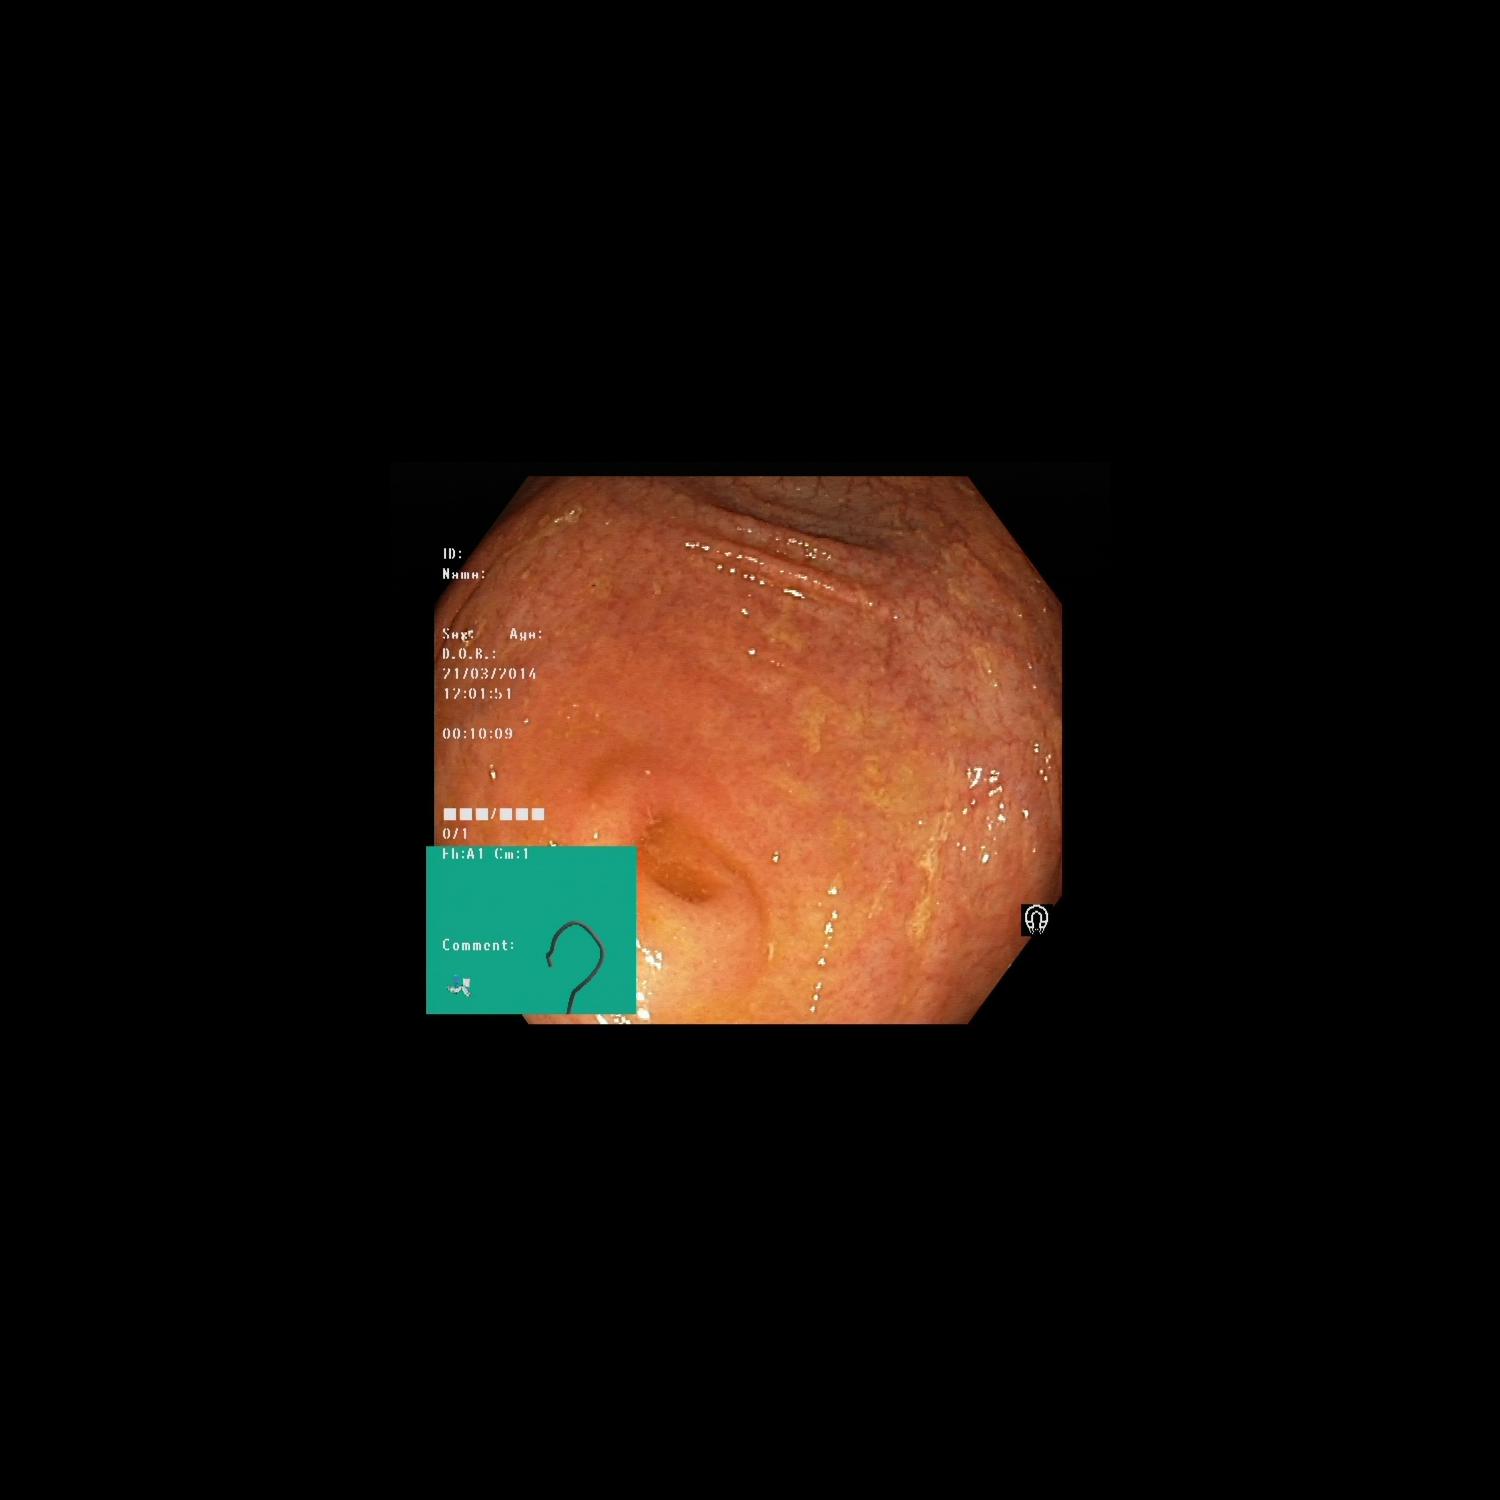 ID:
Name:
Sex: Age:
D.O.B.:
21/03/2014
12:01:51
00:10:09
■■■/■■■
0/1
Eh:A1 Cm:1
Comment: